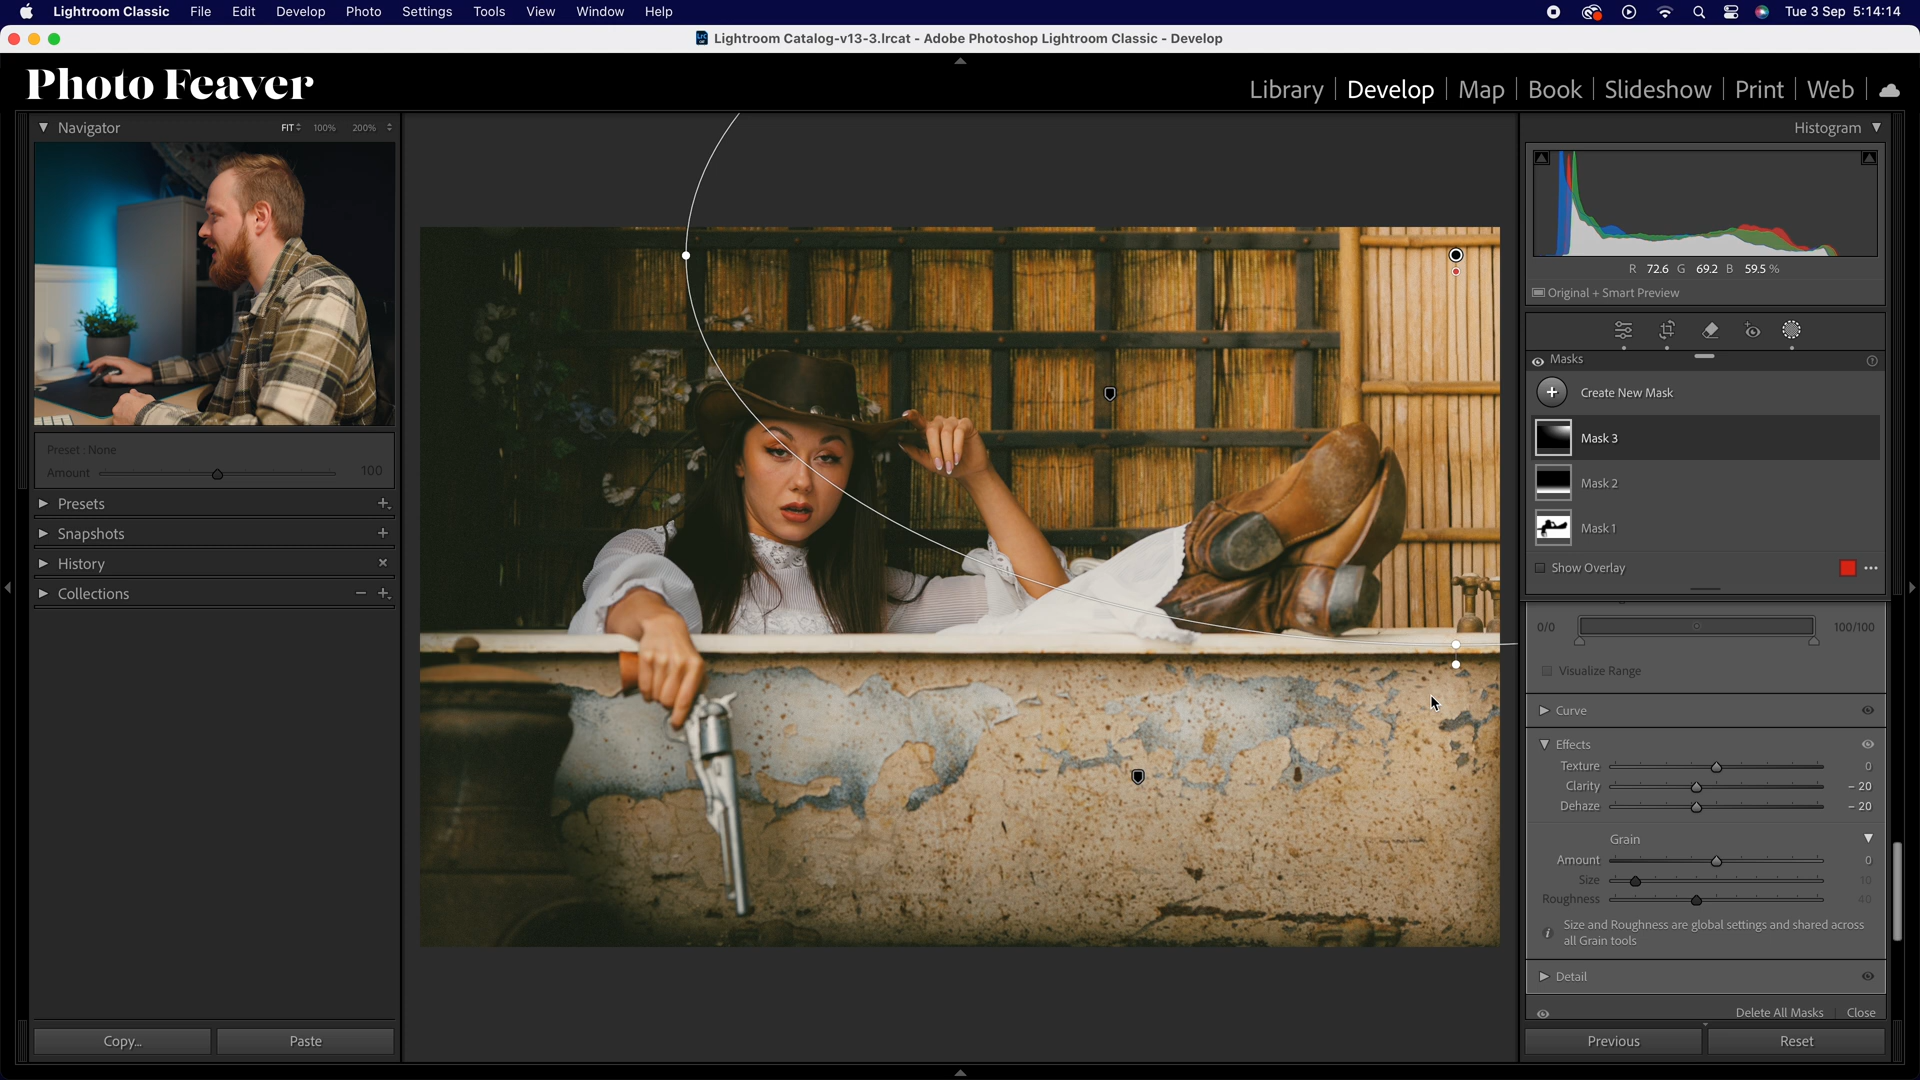 Lightroom Classic File Edit Develop Photo Settings Tools View Window Help Tue 3 Sep 5:14:14
Lightroom Catalog-v13-3.lrcat - Adobe Photoshop Lightroom Classic - Develop
Photo Feaver
Library | Develop | Map | Book | Slideshow | Print | Web
Navigator FIT 100% 200%
Histogram
R 72.6 G 69.2 B 59.5 %
Original + Smart Preview
Masks
Create New Mask
Mask 3
Mask 2
Mask 1
Show Overlay
Preset : None
Amount 100
Presets
Snapshots
History
Collections
0/0 100/100
Visualize Range
Curve
Effects
Texture 0
Clarity - 20
Dehaze - 20
Grain
Amount 0
Size 10
Roughness 40
Size and Roughness are global settings and shared across
all Grain tools
Detail
Delete All Masks Close
Copy... Paste
Previous Reset